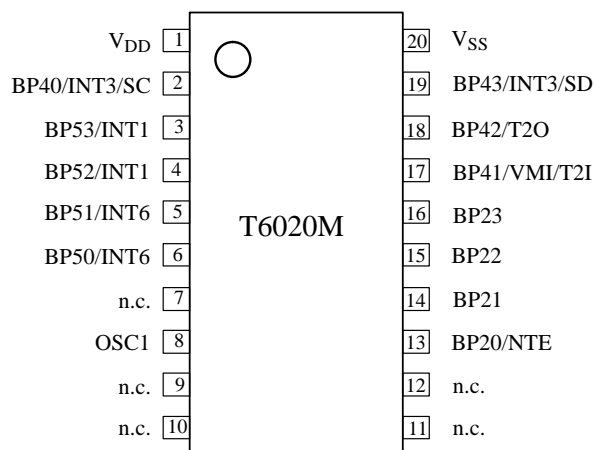 V_DD 1 20 V_SS
BP40/INT3/SC 2 19 BP43/INT3/SD
BP53/INT1 3 18 BP42/T2O
BP52/INT1 4 17 BP41/VMI/T2I
BP51/INT6 5 16 BP23
T6020M
BP50/INT6 6 15 BP22
n.c. 7 14 BP21
OSC1 8 13 BP20/NTE
n.c. 9 12 n.c.
n.c. 10 11 n.c.